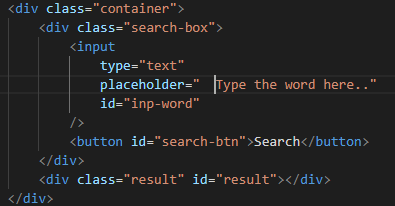 <div class="container">
    <div class="search-box">
        <input
            type="text"
            placeholder="  Type the word here.."
            id="inp-word"
        />
        <button id="search-btn">Search</button>
    </div>
    <div class="result" id="result"></div>
</div>